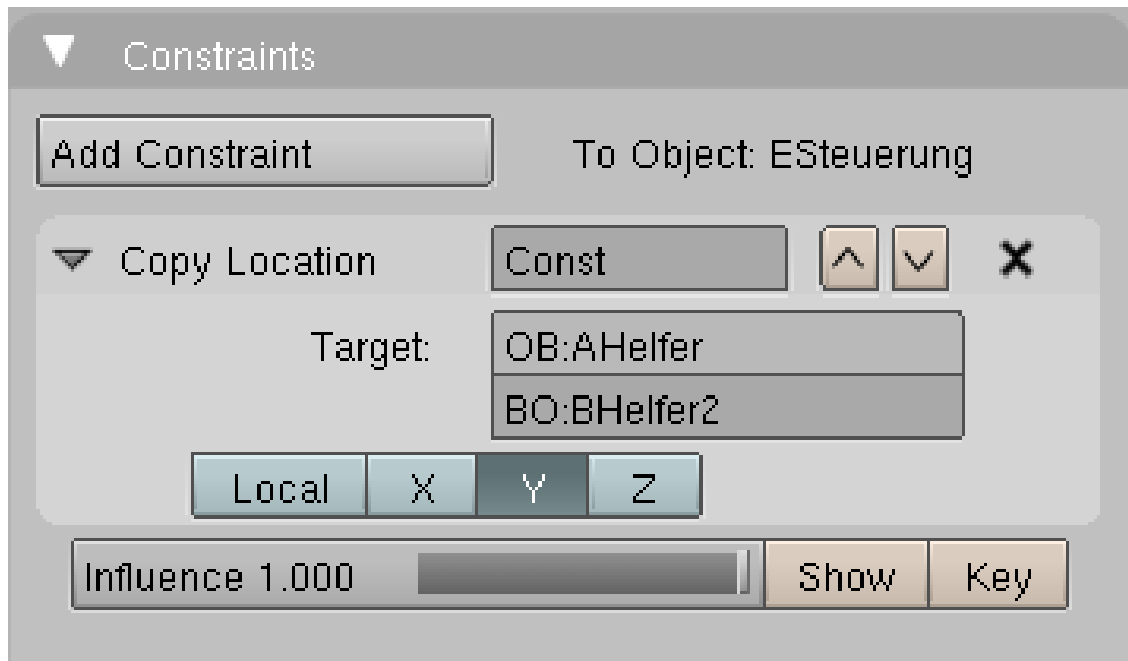 Constraints
Add Constraint To Object: ESteuerung
Copy Location Const
Target: OB:AHelfer
BO:BHelfer2
Local X Y Z
Influence 1.000 Show Key